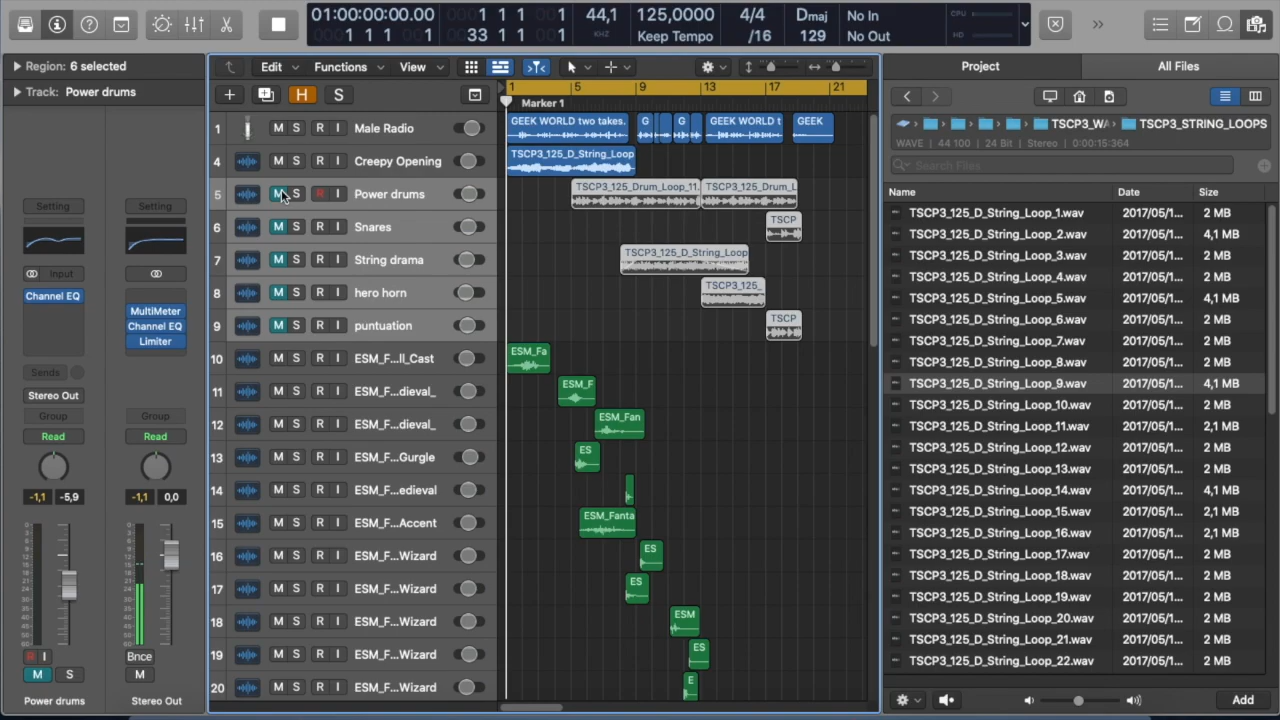 01:00:00:00.00
1 1 1 1
1 1 1
33 1 1 1
44,1
KHZ
125,0000
Keep Tempo
4/4
/16
Dmaj
129
No In
No Out
CPU
HD
Region: 6 selected
Track: Power drums
Edit
Functions
View
Project
All Files
H
S
1
5
9
13
17
21
Marker 1
TSCP3_WA
TSCP3_STRING_LOOPS
WAVE | 44 100 | 24 Bit | Stereo | 0:00:15:364
Search Files
Name
Date
Size
1
M S R I
Male Radio
GEEK WORLD two takes.
G
G
GEEK WORLD t
GEEK
4
M S R I
Creepy Opening
TSCP3_125_D_String_Loop
5
M S R I
Power drums
TSCP3_125_Drum_Loop_11.
TSCP3_125_Drum_L
6
M S R I
Snares
TSCP
7
M S R I
String drama
TSCP3_125_D_String_Loop
8
M S R I
hero horn
TSCP3_125_
9
M S R I
puntuation
TSCP
10
M S R I
ESM_F...ll_Cast
ESM_Fa
11
M S R I
ESM_F...dieval_
ESM_F
12
M S R I
ESM_F...dieval_
ESM_Fan
13
M S R I
ESM_F...Gurgle
ES
14
M S R I
ESM_F...edieval
15
M S R I
ESM_F...Accent
ESM_Fanta
16
M S R I
ESM_F...Wizard
ES
17
M S R I
ESM_F...Wizard
ES
18
M S R I
ESM_F...Wizard
ESM
19
M S R I
ESM_F...Wizard
ES
20
M S R I
ESM_F...Wizard
E
Setting
Setting
Input
Channel EQ
MultiMeter
Channel EQ
Limiter
Sends
Stereo Out
Group
Group
Read
Read
-1,1
-5,9
-1,1
0,0
R I
Bnce
M S
M
Power drums
Stereo Out
TSCP3_125_D_String_Loop_1.wav 2017/05/1... 2 MB
TSCP3_125_D_String_Loop_2.wav 2017/05/1... 4,1 MB
TSCP3_125_D_String_Loop_3.wav 2017/05/1... 2 MB
TSCP3_125_D_String_Loop_4.wav 2017/05/1... 2 MB
TSCP3_125_D_String_Loop_5.wav 2017/05/1... 4,1 MB
TSCP3_125_D_String_Loop_6.wav 2017/05/1... 2 MB
TSCP3_125_D_String_Loop_7.wav 2017/05/1... 2 MB
TSCP3_125_D_String_Loop_8.wav 2017/05/1... 2 MB
TSCP3_125_D_String_Loop_9.wav 2017/05/1... 4,1 MB
TSCP3_125_D_String_Loop_10.wav 2017/05/1... 2 MB
TSCP3_125_D_String_Loop_11.wav 2017/05/1... 2,1 MB
TSCP3_125_D_String_Loop_12.wav 2017/05/1... 2 MB
TSCP3_125_D_String_Loop_13.wav 2017/05/1... 2 MB
TSCP3_125_D_String_Loop_14.wav 2017/05/1... 4,1 MB
TSCP3_125_D_String_Loop_15.wav 2017/05/1... 2,1 MB
TSCP3_125_D_String_Loop_16.wav 2017/05/1... 2,1 MB
TSCP3_125_D_String_Loop_17.wav 2017/05/1... 2 MB
TSCP3_125_D_String_Loop_18.wav 2017/05/1... 2 MB
TSCP3_125_D_String_Loop_19.wav 2017/05/1... 2 MB
TSCP3_125_D_String_Loop_20.wav 2017/05/1... 2 MB
TSCP3_125_D_String_Loop_21.wav 2017/05/1... 2 MB
TSCP3_125_D_String_Loop_22.wav 2017/05/1... 2 MB
Add